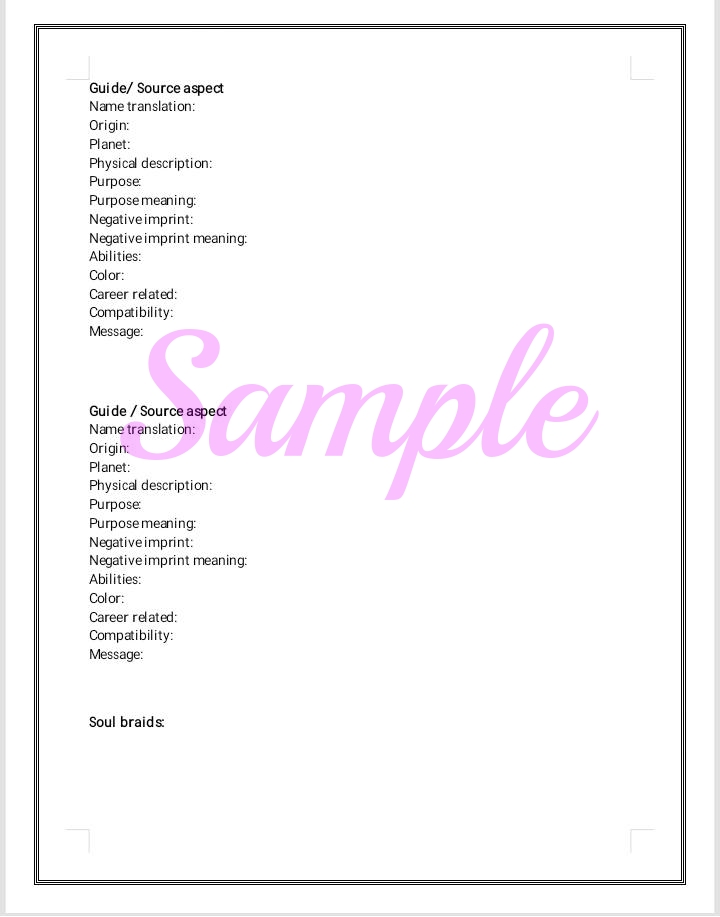 Guide/ Source aspect
Name translation:
Origin:
Planet:
Physical description:
Purpose:
Purpose meaning:
Negative imprint:
Negative imprint meaning:
Abilities:
Color:
Career related:
Compatibility:
Message:
Sample
Guide / Source aspect
Name translation:
Origin:
Planet:
Physical description:
Purpose:
Purpose meaning:
Negative imprint:
Negative imprint meaning:
Abilities:
Color:
Career related:
Compatibility:
Message:
Soul braids: